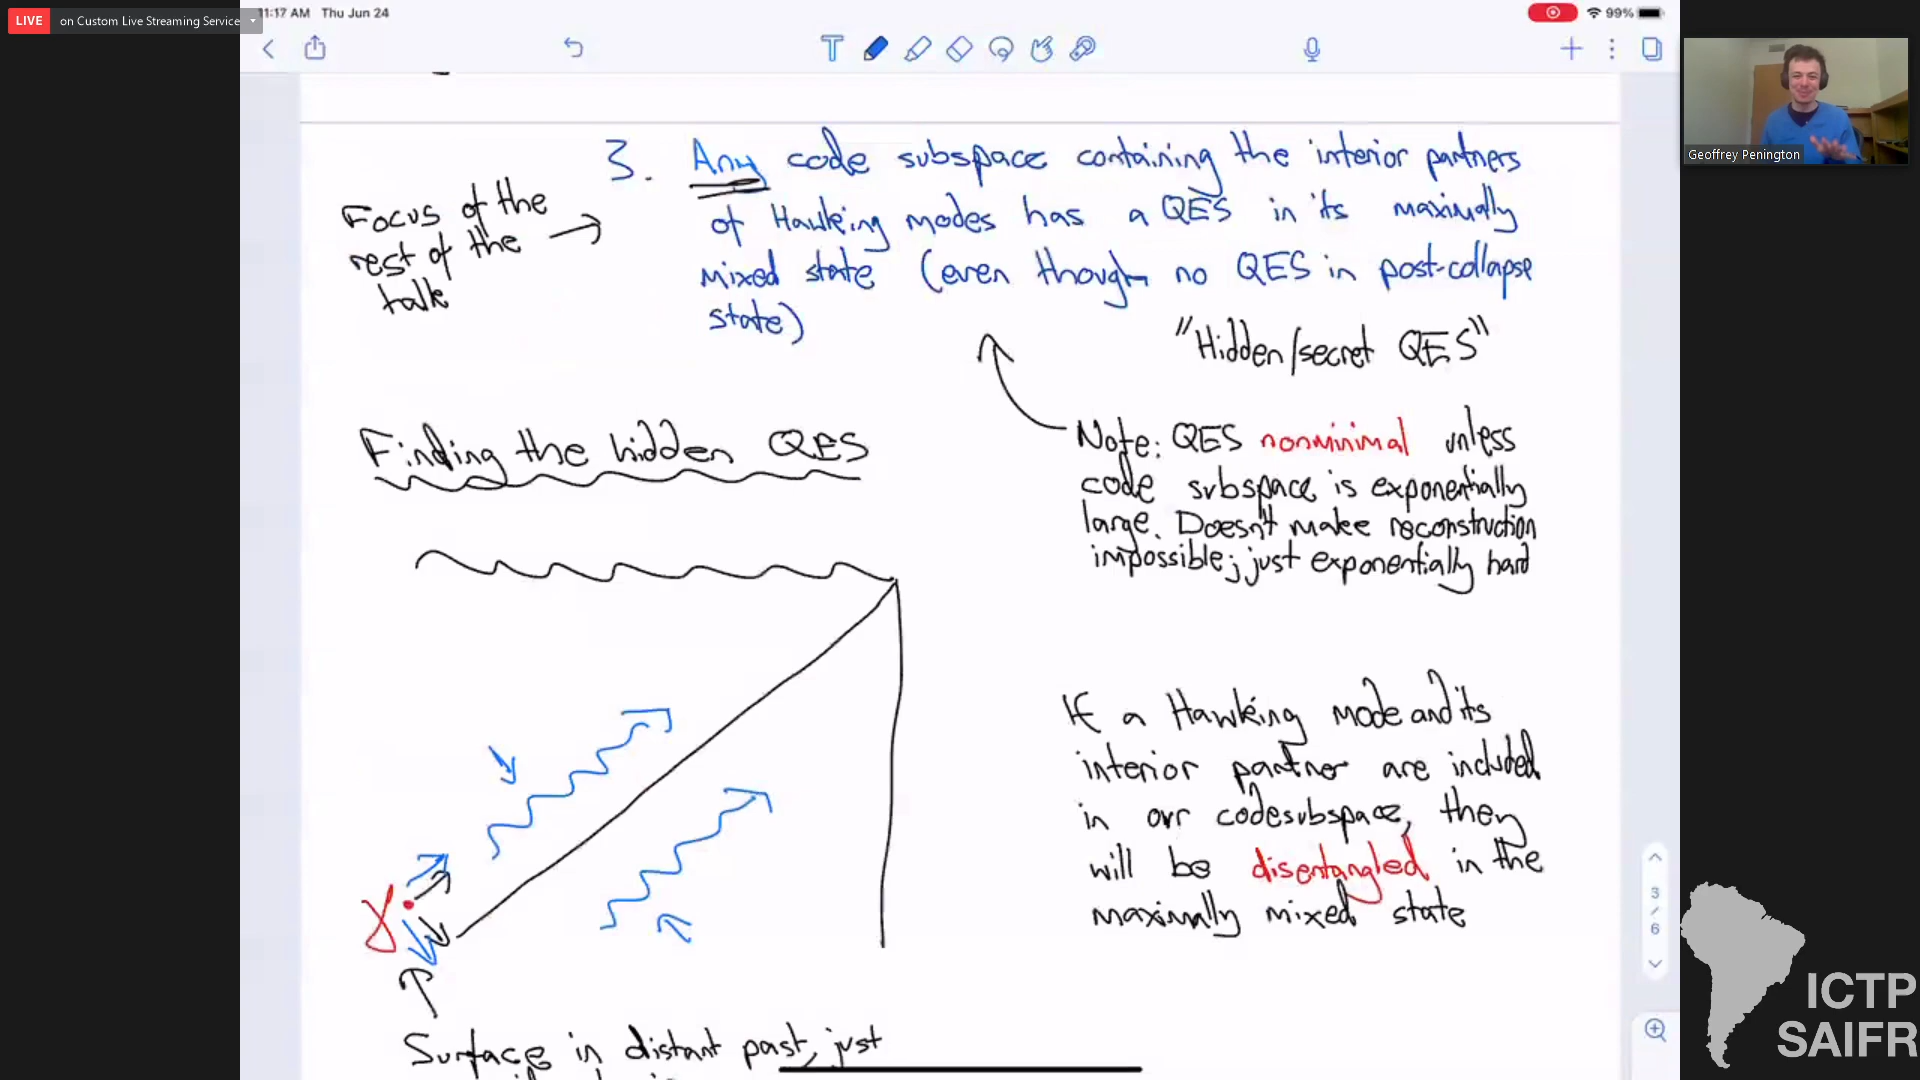 LIVE on Custom Live Streaming Service
11:17 AM Thu Jun 24
99%
Geoffrey Penington
3. Any code subspace containing the interior partners
of Hawking modes has a QES in its maximally
mixed state (even though no QES in post-collapse
state)
Focus of the
rest of the
talk
"Hidden/secret QES"
Note: QES nonminimal unless
code subspace is exponentially
large. Doesn't make reconstruction
impossible; just exponentially hard
Finding the hidden QES
If a Hawking mode and its
interior partner are included
in our codesubspace, they
will be disentangled in the
maximally mixed state
γ
Surface in distant past, just
3
/
6
ICTP
SAIFR